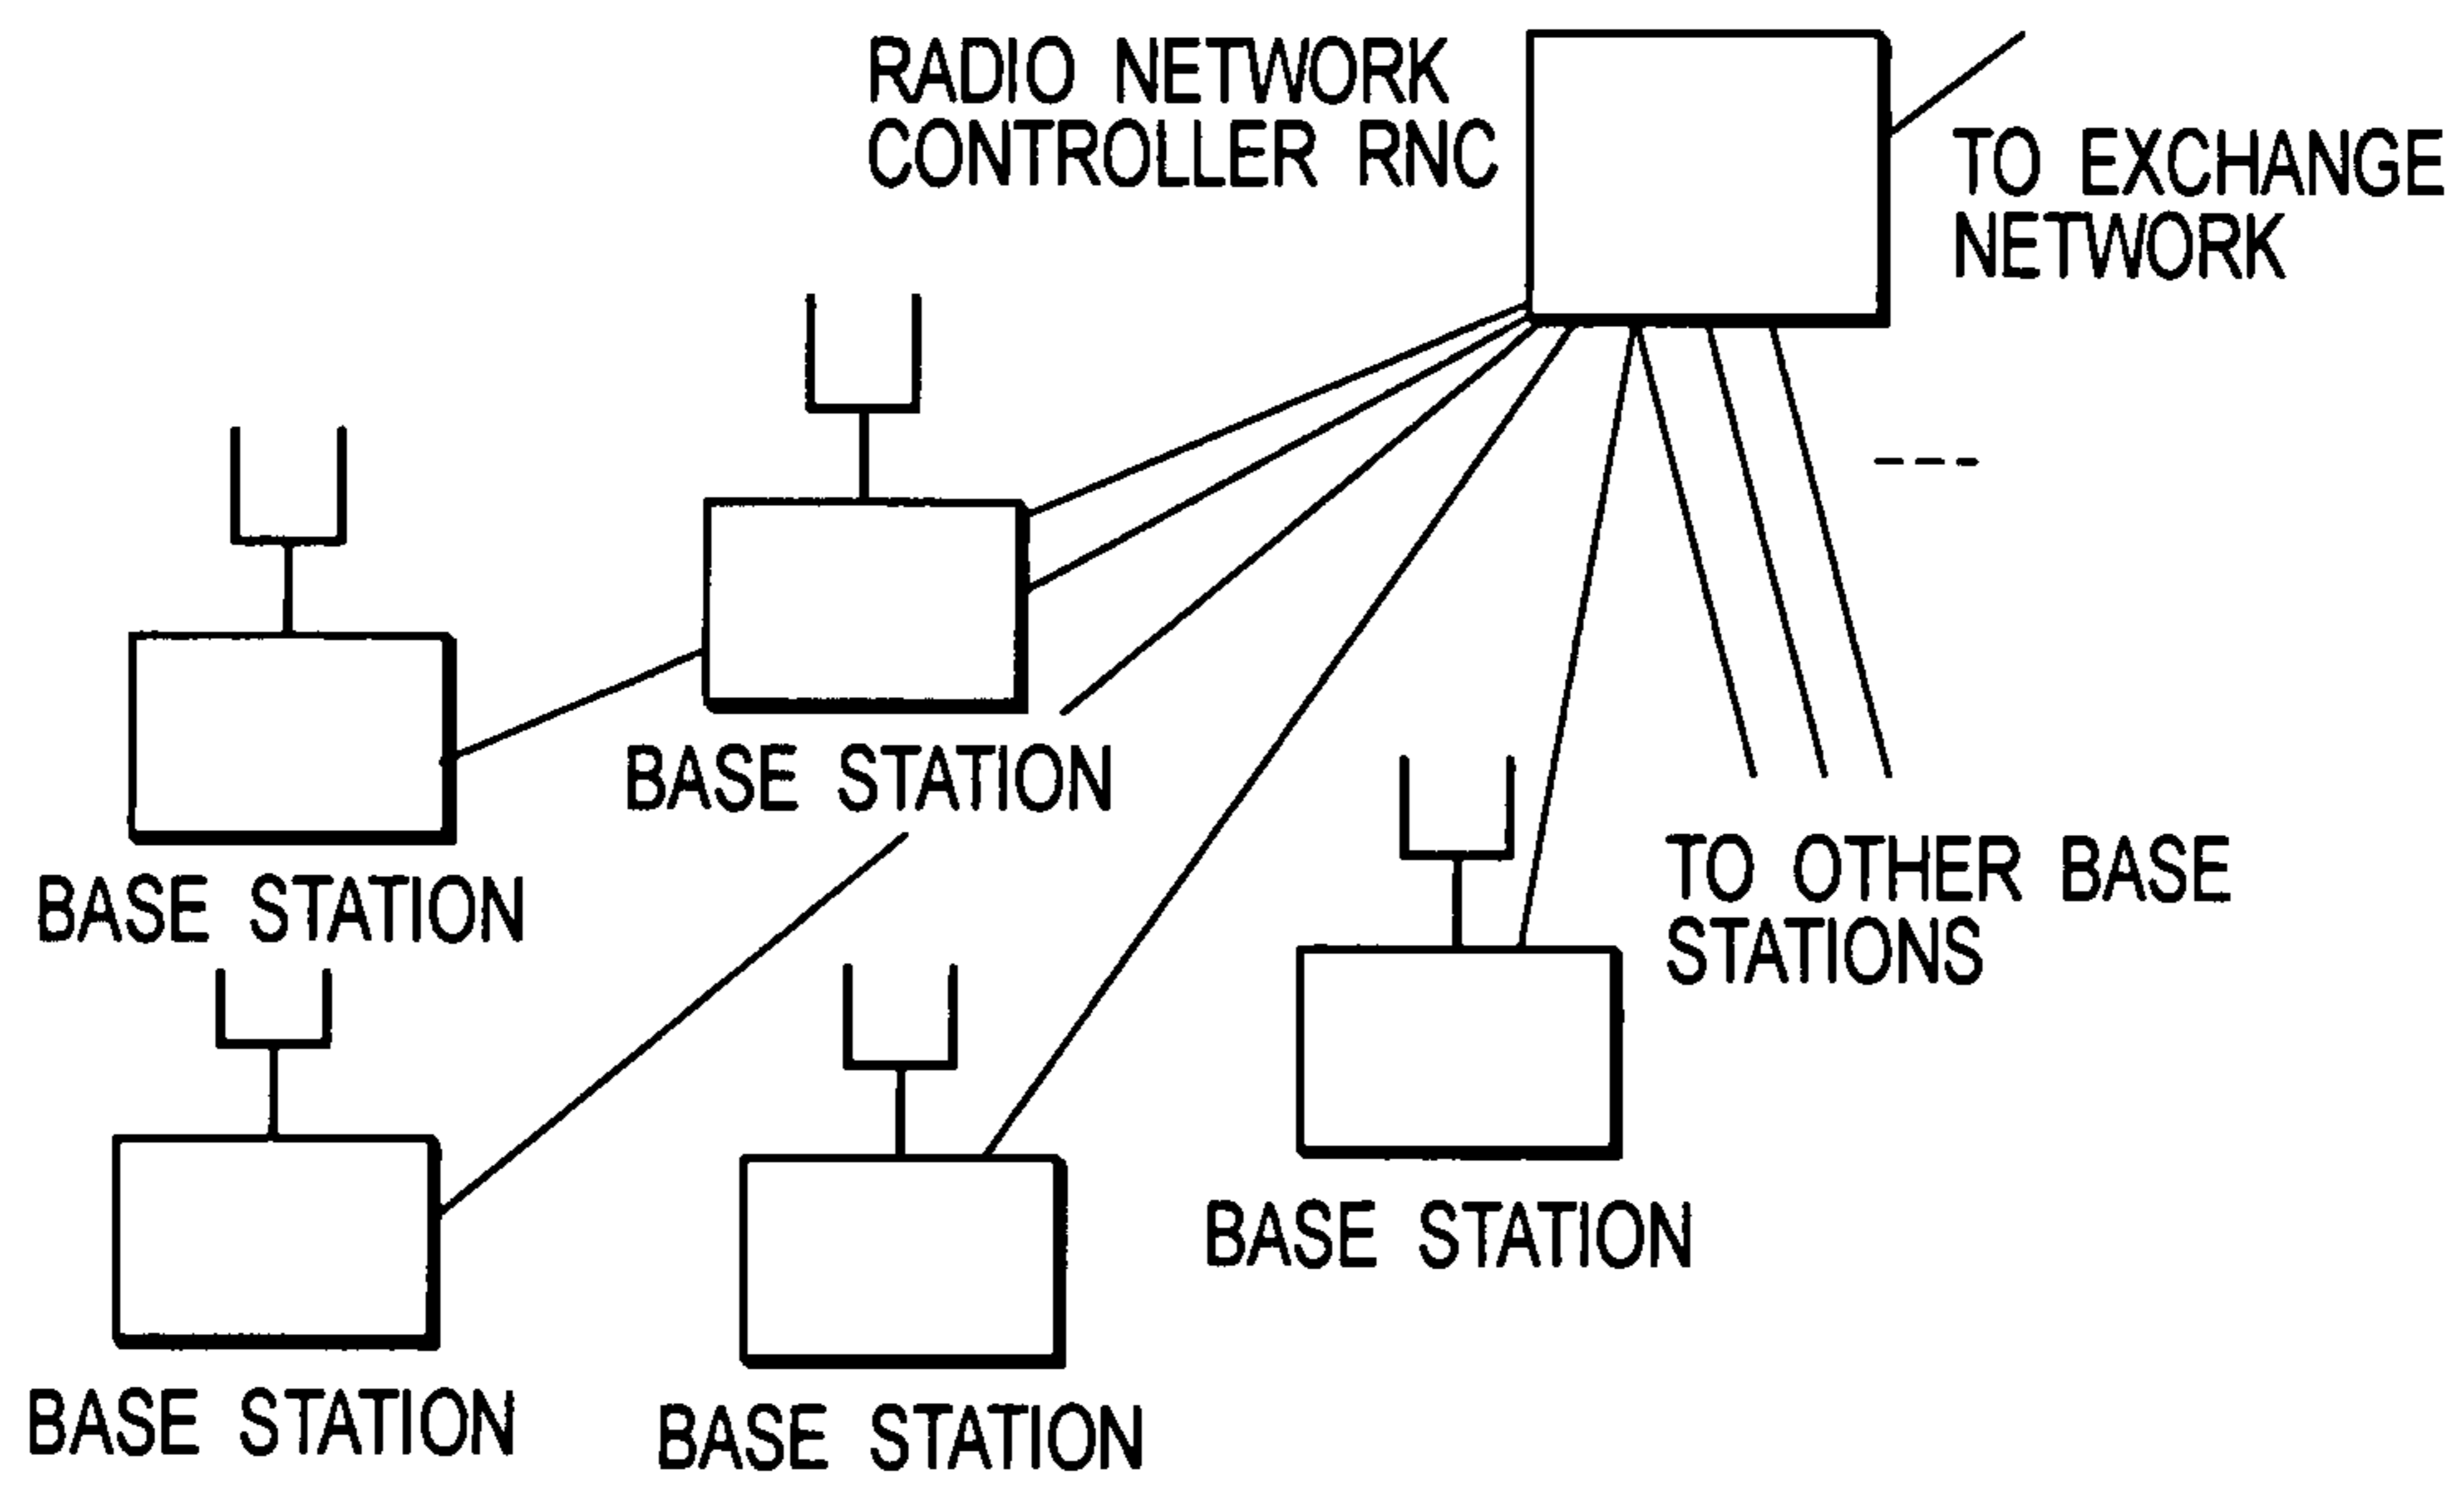 RADIO NETWORK
CONTROLLER RNC
TO EXCHANGE
NETWORK
BASE STATION
BASE STATION
TO OTHER BASE
STATIONS
BASE STATION
BASE STATION
BASE STATION